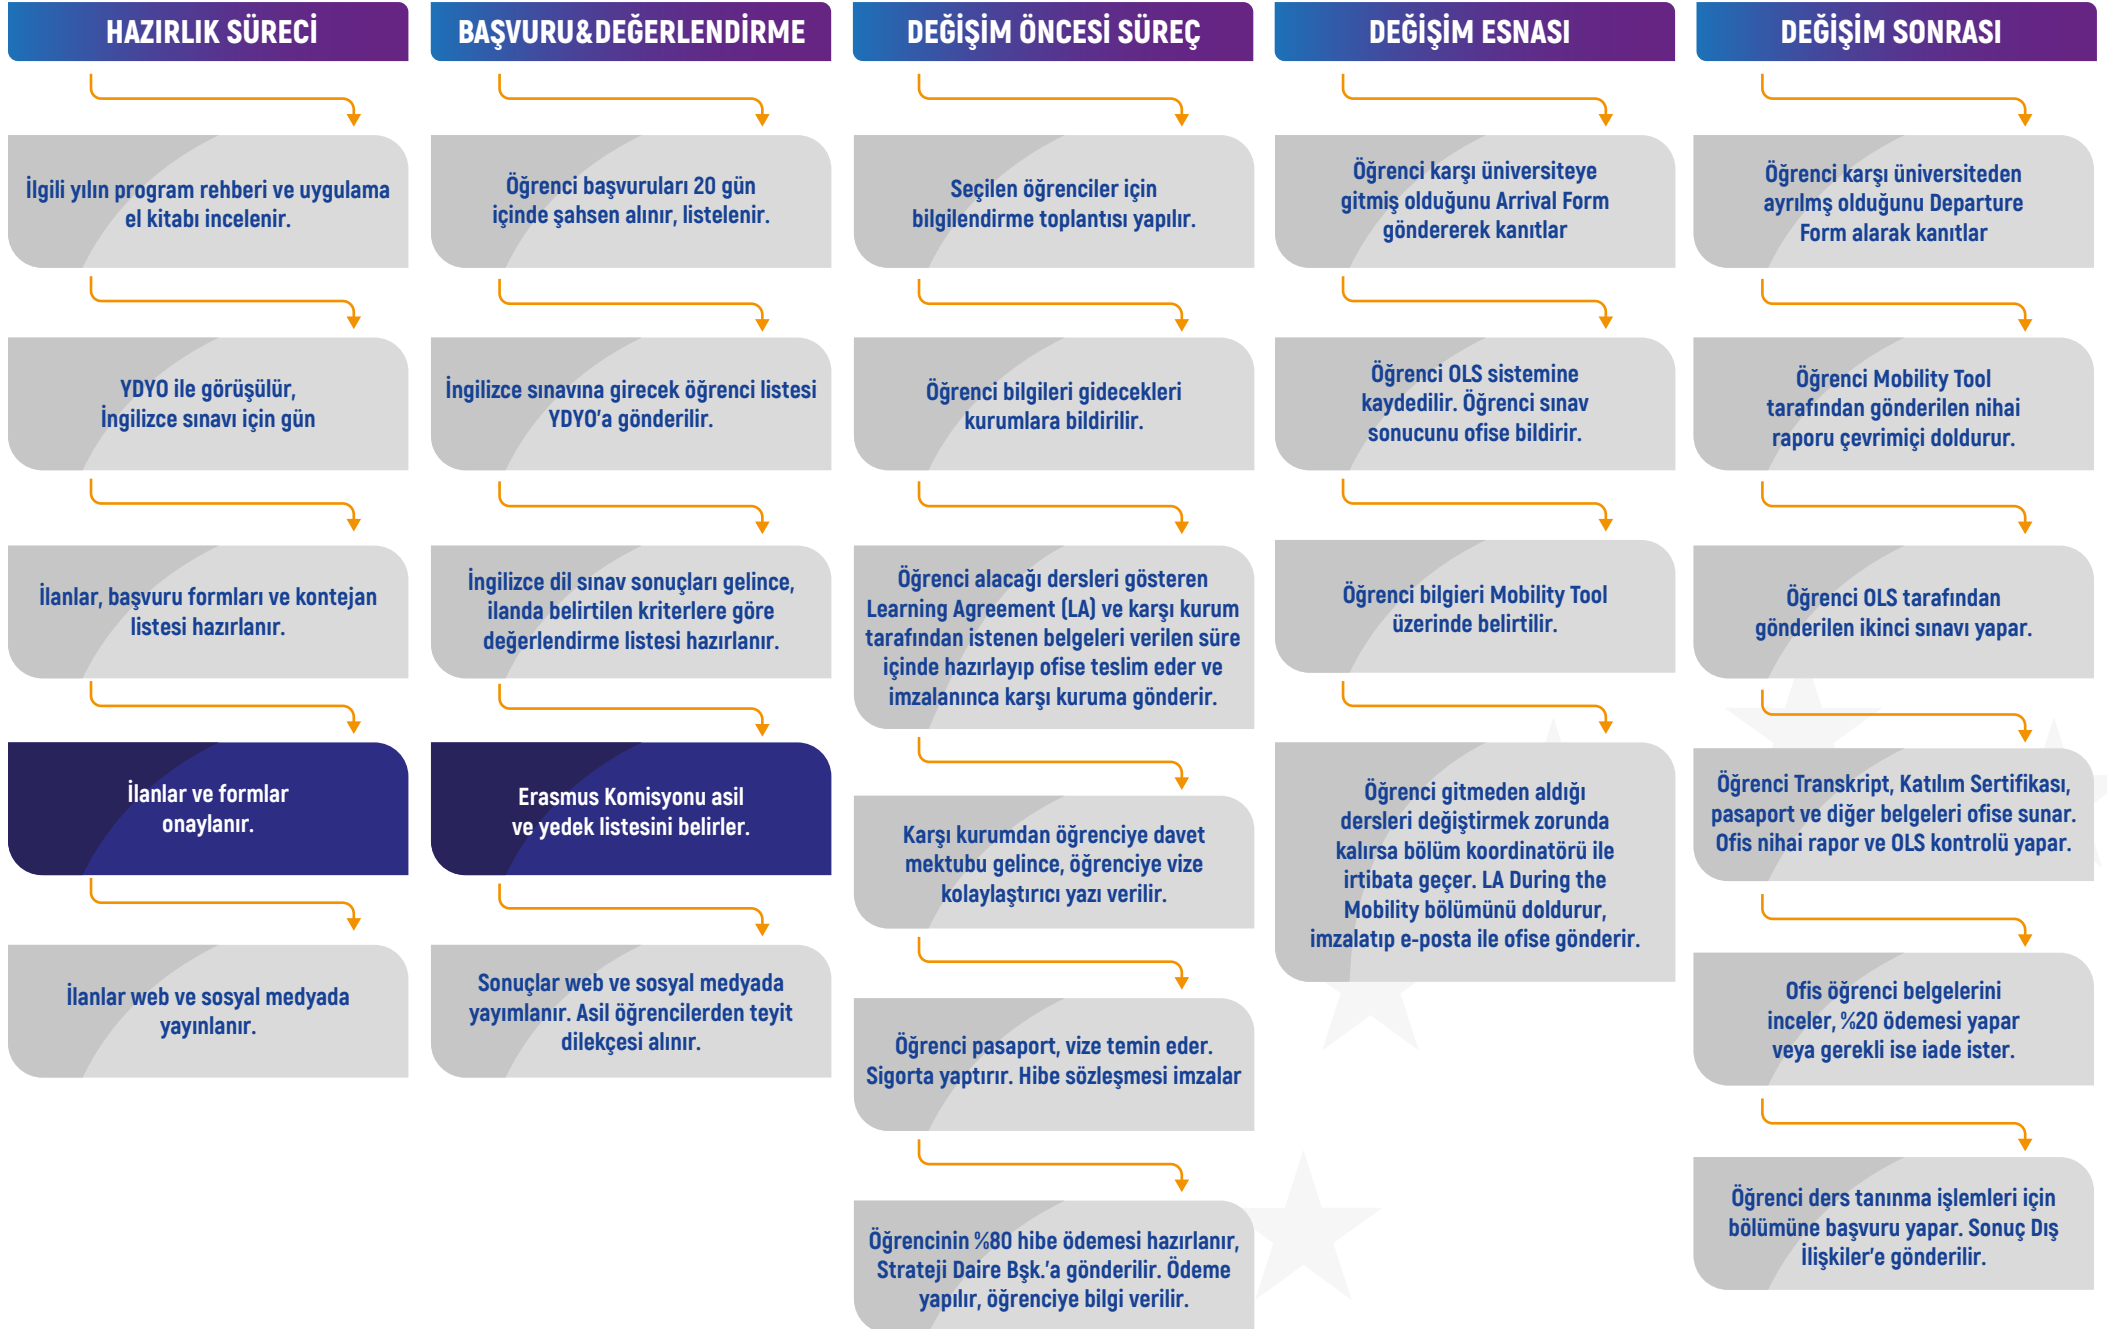 HAZIRLIK SÜRECİ
İlgili yılın program rehberi ve uygulama
el kitabı incelenir.
YDYO ile görüşülür,
İngilizce sınavı için gün
İlanlar, başvuru formları ve kontejan
listesi hazırlanır.
İlanlar ve formlar
onaylanır.
İlanlar web ve sosyal medyada
yayınlanır.
BAŞVURU&DEĞERLENDİRME
Öğrenci başvuruları 20 gün
içinde şahsen alınır, listelenir.
İngilizce sınavına girecek öğrenci listesi
YDYO'a gönderilir.
İngilizce dil sınav sonuçları gelince,
ilanda belirtilen kriterlere göre
değerlendirme listesi hazırlanır.
Erasmus Komisyonu asil
ve yedek listesini belirler.
Sonuçlar web ve sosyal medyada
yayımlanır. Asil öğrencilerden teyit
dilekçesi alınır.
DEĞİŞİM ÖNCESİ SÜREÇ
Seçilen öğrenciler için
bilgilendirme toplantısı yapılır.
Öğrenci bilgileri gidecekleri
kurumlara bildirilir.
Öğrenci alacağı dersleri gösteren
Learning Agreement (LA) ve karşı kurum
tarafından istenen belgeleri verilen süre
içinde hazırlayıp ofise teslim eder ve
imzalanınca karşı kuruma gönderir.
Karşı kurumdan öğrenciye davet
mektubu gelince, öğrenciye vize
kolaylaştırıcı yazı verilir.
Öğrenci pasaport, vize temin eder.
Sigorta yaptırır. Hibe sözleşmesi imzalar
Öğrencinin %80 hibe ödemesi hazırlanır,
Strateji Daire Bşk.'a gönderilir. Ödeme
yapılır, öğrenciye bilgi verilir.
DEĞİŞİM ESNASI
Öğrenci karşı üniversiteye
gitmiş olduğunu Arrival Form
göndererek kanıtlar
Öğrenci OLS sistemine
kaydedilir. Öğrenci sınav
sonucunu ofise bildirir.
Öğrenci bilgieri Mobility Tool
üzerinde belirtilir.
Öğrenci gitmeden aldığı
dersleri değiştirmek zorunda
kalırsa bölüm koordinatörü ile
irtibata geçer. LA During the
Mobility bölümünü doldurur,
imzalatıp e-posta ile ofise gönderir.
DEĞİŞİM SONRASI
Öğrenci karşı üniversiteden
ayrılmş olduğunu Departure
Form alarak kanıtlar
Öğrenci Mobility Tool
tarafından gönderilen nihai
raporu çevrimiçi doldurur.
Öğrenci OLS tarafından
gönderilen ikinci sınavı yapar.
Öğrenci Transkript, Katılım Sertifikası,
pasaport ve diğer belgeleri ofise sunar.
Ofis nihai rapor ve OLS kontrolü yapar.
Ofis öğrenci belgelerini
inceler, %20 ödemesi yapar
veya gerekli ise iade ister.
Öğrenci ders tanınma işlemleri için
bölümüne başvuru yapar. Sonuç Dış
İlişkiler'e gönderilir.